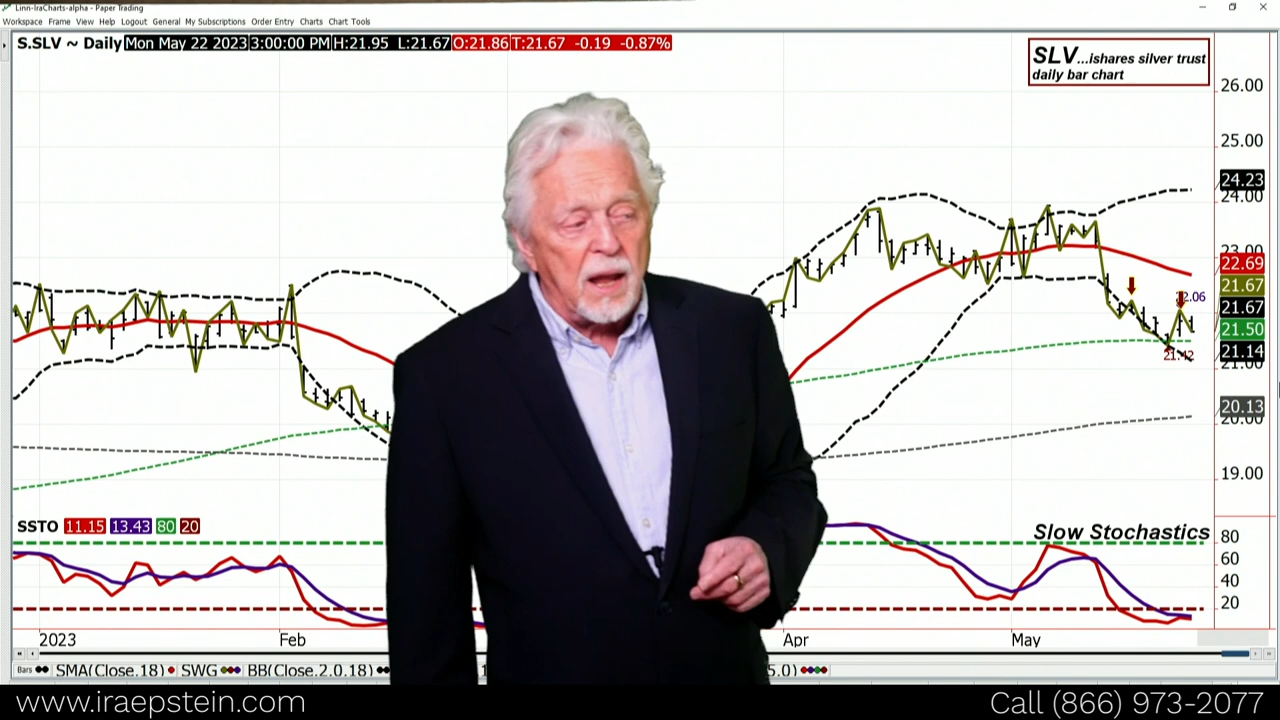 Linn-IraCharts-alpha - Paper Trading
Workspace Frame View Help Logout General My Subscriptions Order Entry Charts Chart Tools
S.SLV ~ Daily Mon May 22 2023 3:00:00 PM H:21.95 L:21.67 O:21.86 T:21.67 -0.19 -0.87%
SLV...ishares silver trust
daily bar chart
26.00
25.00
24.23
24.00
23.00
22.69
21.67
21.67
21.50
21.14
21.00
20.13
20.00
19.00
21.42
SSTO 11.15 13.43 80 20
Slow Stochastics
80
60
40
20
2023 Feb Apr May
Bars SMA(Close.18) SWG BB(Close.2.0.18)
5.0)
www.iraepstein.com
Call (866) 973-2077